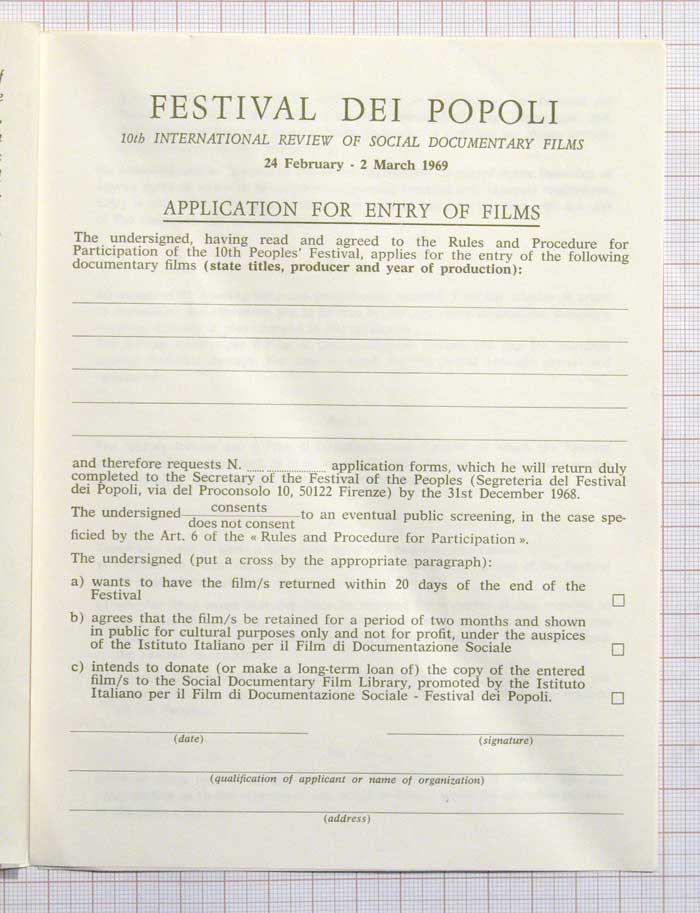 FESTIVAL DEI POPOLI
10th INTERNATIONAL REVIEW OF SOCIAL DOCUMENTARY FILMS
24 February - 2 March 1969
APPLICATION FOR ENTRY OF FILMS
The undersigned, having read and agreed to the Rules and Procedure for
Participation of the 10th Peoples' Festival, applies for the entry of the following
documentary films (state titles, producer and year of production):
and therefore requests N. ...................... application forms, which he will return duly
completed to the Secretary of the Festival of the Peoples (Segreteria del Festival
dei Popoli, via del Proconsolo 10, 50122 Firenze) by the 31st December 1968.
The undersigned consents
does not consent to an eventual public screening, in the case spe-
ficied by the Art. 6 of the « Rules and Procedure for Participation ».
The undersigned (put a cross by the appropriate paragraph):
a) wants to have the film/s returned within 20 days of the end of the
Festival
b) agrees that the film/s be retained for a period of two months and shown
in public for cultural purposes only and not for profit, under the auspices
of the Istituto Italiano per il Film di Documentazione Sociale
c) intends to donate (or make a long-term loan of) the copy of the entered
film/s to the Social Documentary Film Library, promoted by the Istituto
Italiano per il Film di Documentazione Sociale - Festival dei Popoli.
(date)
(signature)
(qualification of applicant or name of organization)
(address)